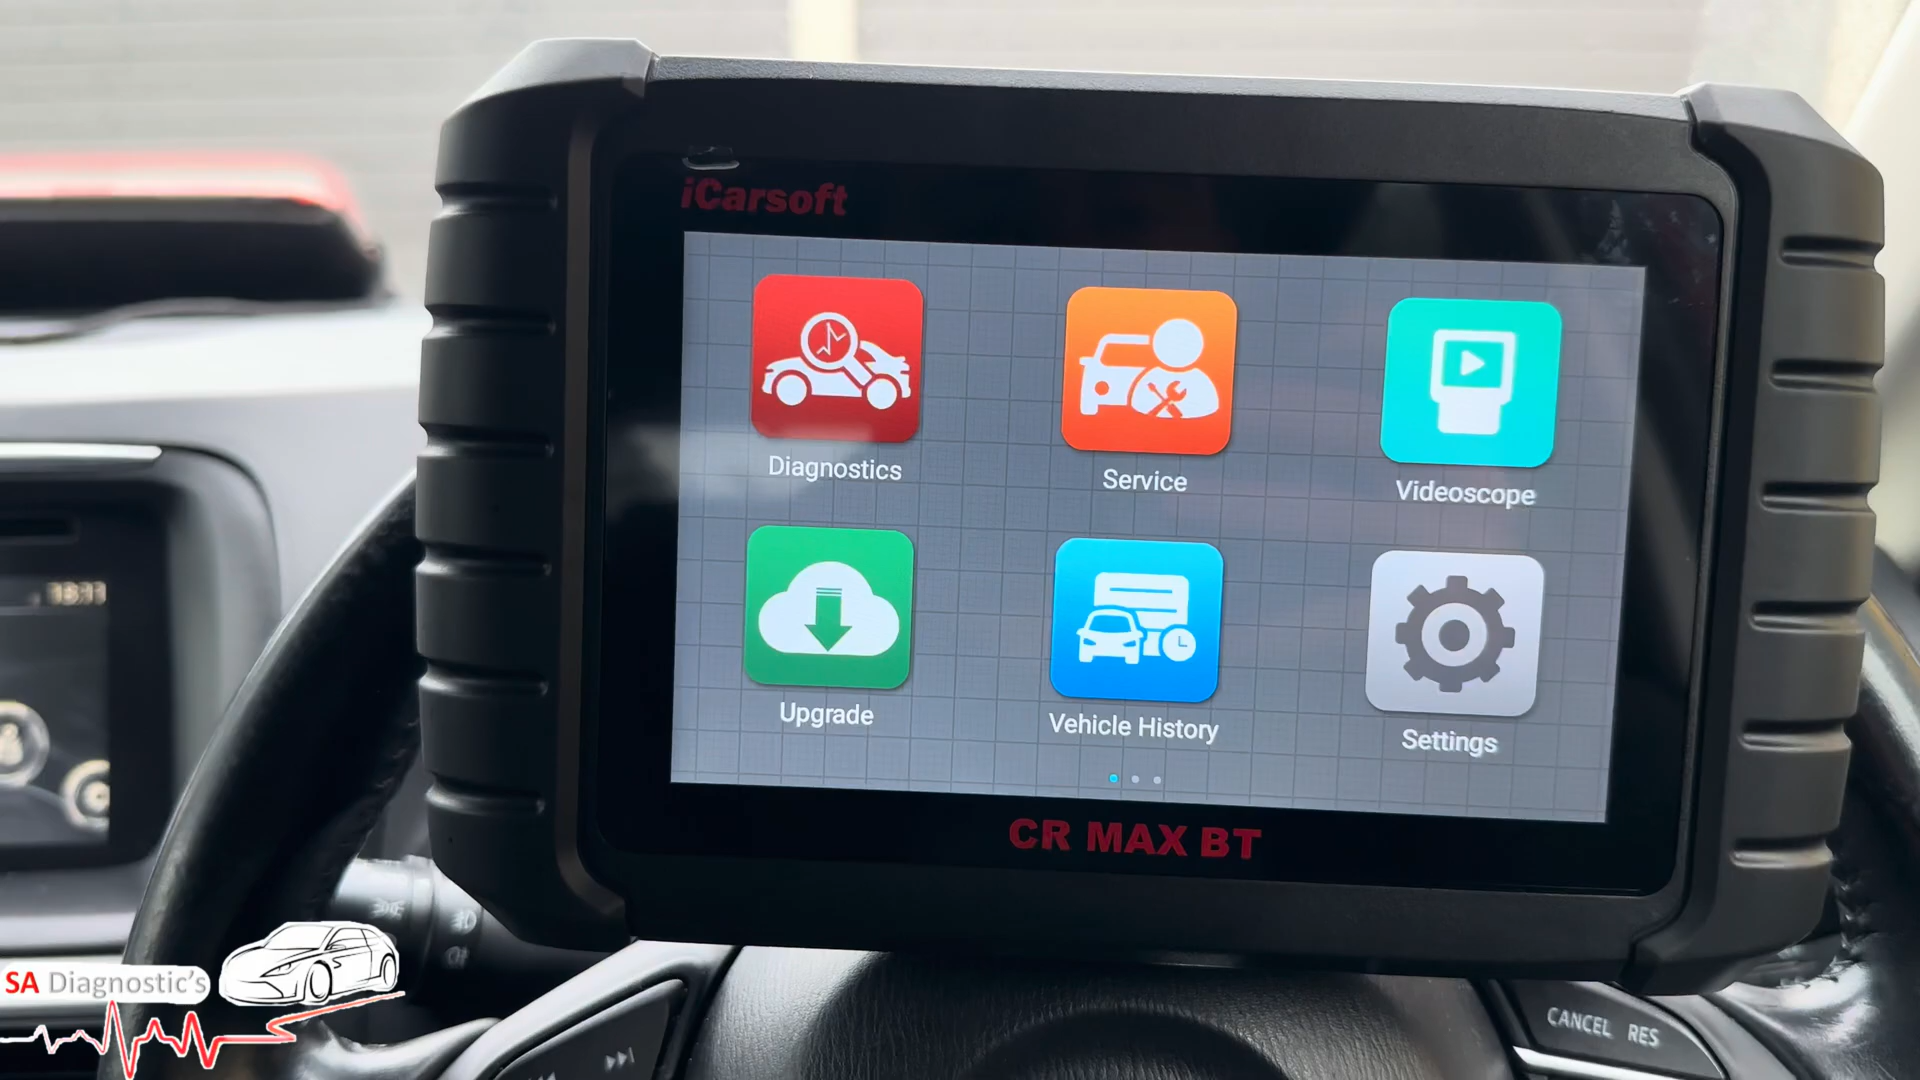 iCarsoft
Diagnostics
Service
Videoscope
Upgrade
Vehicle History
Settings
CR MAX BT
SA Diagnostic's
CANCEL RES